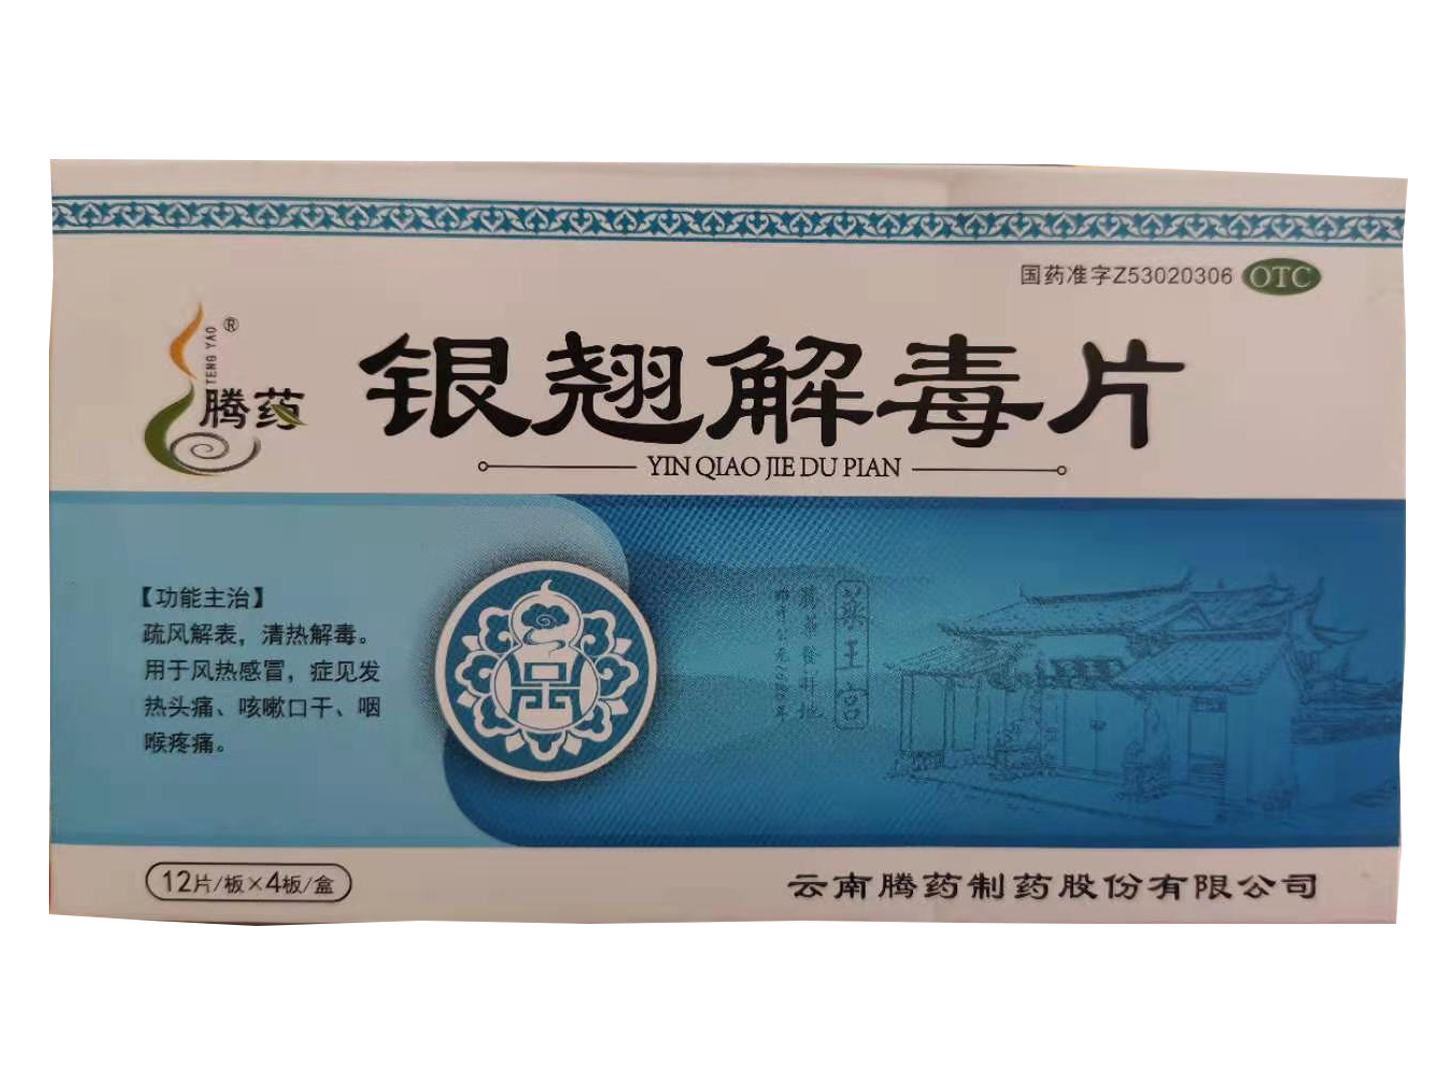 国药准字Z53020306 OTC
TENG YAO ®
腾药
银翘解毒片
YIN QIAO JIE DU PIAN
【功能主治】
疏风解表，清热解毒。
用于风热感冒，症见发
热头痛、咳嗽口干、咽
喉疼痛。
药王宫
12片/板×4板/盒
云南腾药制药股份有限公司